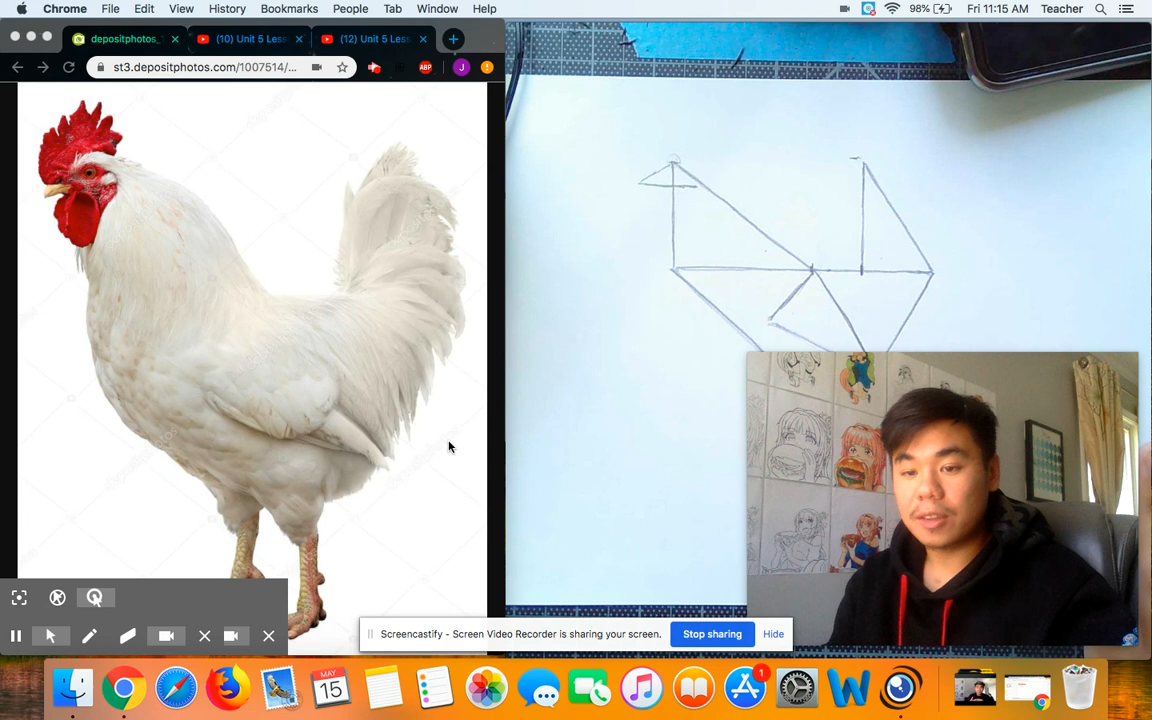 Chrome File Edit View History Bookmarks People Tab Window Help 98% Fri 11:15 AM Teacher
depositphotos_ (10) Unit 5 Less (12) Unit 5 Less
st3.depositphotos.com/1007514/... ABP J
Screencastify - Screen Video Recorder is sharing your screen. Stop sharing Hide
MAY
15
1